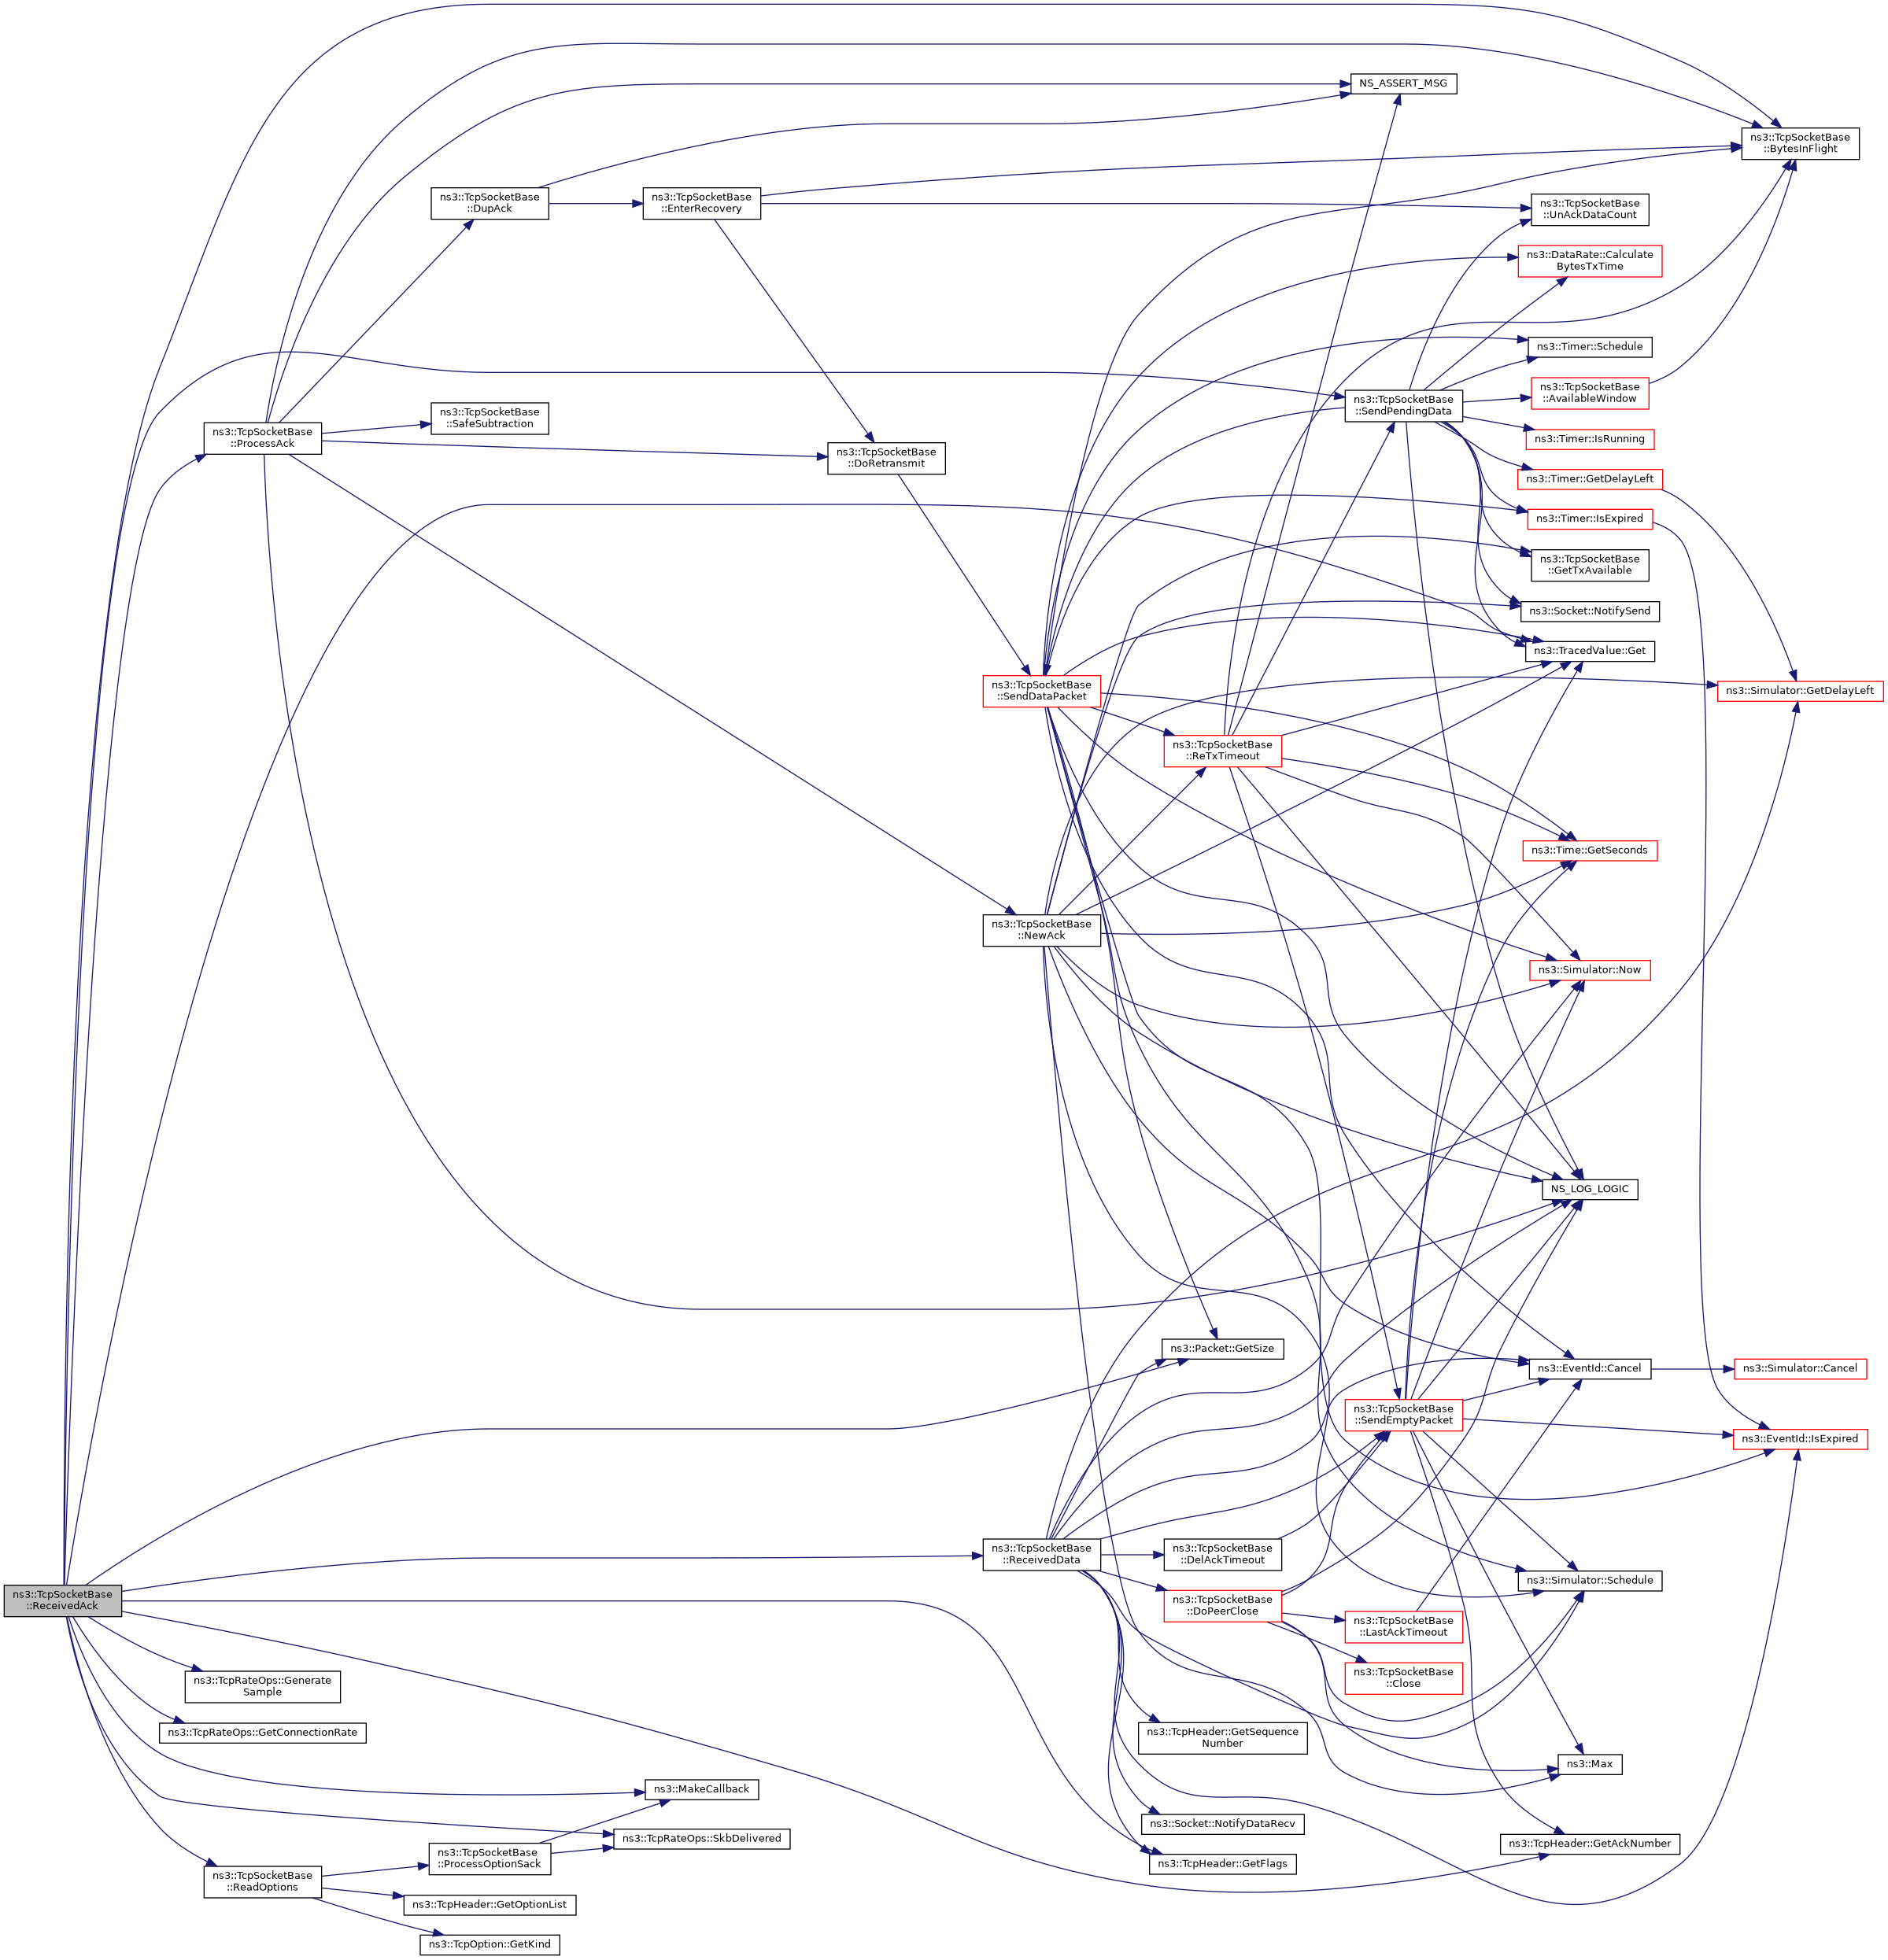 NS_ASSERT_MSG
ns3::TcpSocketBase
::BytesInFlight
ns3::TcpSocketBase
::DupAck
ns3::TcpSocketBase
::EnterRecovery
ns3::TcpSocketBase
::UnAckDataCount
ns3::DataRate::Calculate
BytesTxTime
ns3::Timer::Schedule
ns3::TcpSocketBase
::AvailableWindow
ns3::TcpSocketBase
::SendPendingData
ns3::TcpSocketBase
::SafeSubtraction
ns3::TcpSocketBase
::ProcessAck
ns3::Timer::IsRunning
ns3::TcpSocketBase
::DoRetransmit
ns3::Timer::GetDelayLeft
ns3::Timer::IsExpired
ns3::TcpSocketBase
::GetTxAvailable
ns3::Socket::NotifySend
ns3::TracedValue::Get
ns3::TcpSocketBase
::SendDataPacket
ns3::Simulator::GetDelayLeft
ns3::TcpSocketBase
::ReTxTimeout
ns3::Time::GetSeconds
ns3::TcpSocketBase
::NewAck
ns3::Simulator::Now
NS_LOG_LOGIC
ns3::Packet::GetSize
ns3::EventId::Cancel
ns3::Simulator::Cancel
ns3::TcpSocketBase
::SendEmptyPacket
ns3::EventId::IsExpired
ns3::TcpSocketBase
::ReceivedData
ns3::TcpSocketBase
::DelAckTimeout
ns3::Simulator::Schedule
ns3::TcpSocketBase
::ReceivedAck
ns3::TcpSocketBase
::DoPeerClose
ns3::TcpSocketBase
::LastAckTimeout
ns3::TcpSocketBase
::Close
ns3::TcpRateOps::Generate
Sample
ns3::TcpRateOps::GetConnectionRate
ns3::TcpHeader::GetSequence
Number
ns3::Max
ns3::MakeCallback
ns3::Socket::NotifyDataRecv
ns3::TcpRateOps::SkbDelivered
ns3::TcpHeader::GetAckNumber
ns3::TcpSocketBase
::ProcessOptionSack
ns3::TcpHeader::GetFlags
ns3::TcpSocketBase
::ReadOptions
ns3::TcpHeader::GetOptionList
ns3::TcpOption::GetKind